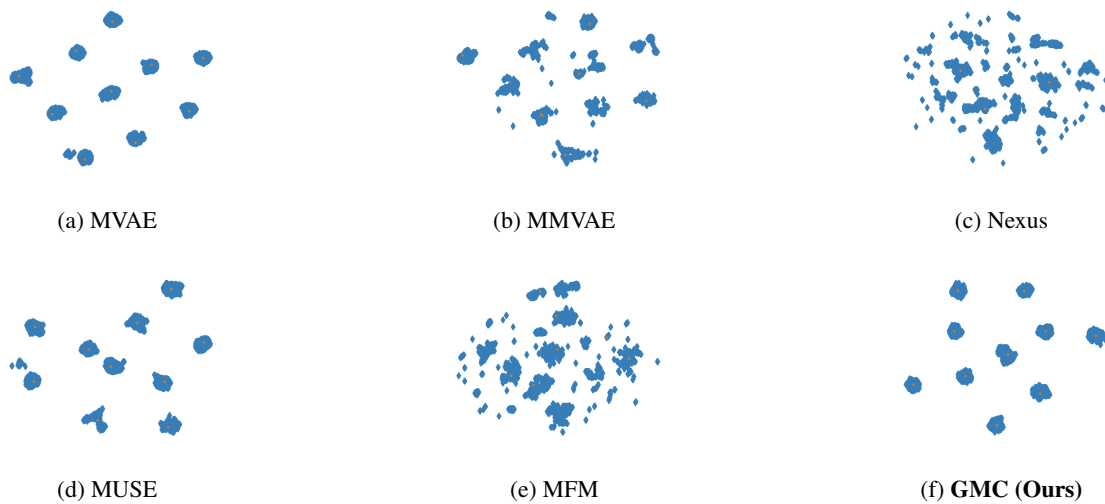 (a) MVAE
(b) MMVAE
(c) Nexus
(d) MUSE
(e) MFM
(f) GMC (Ours)